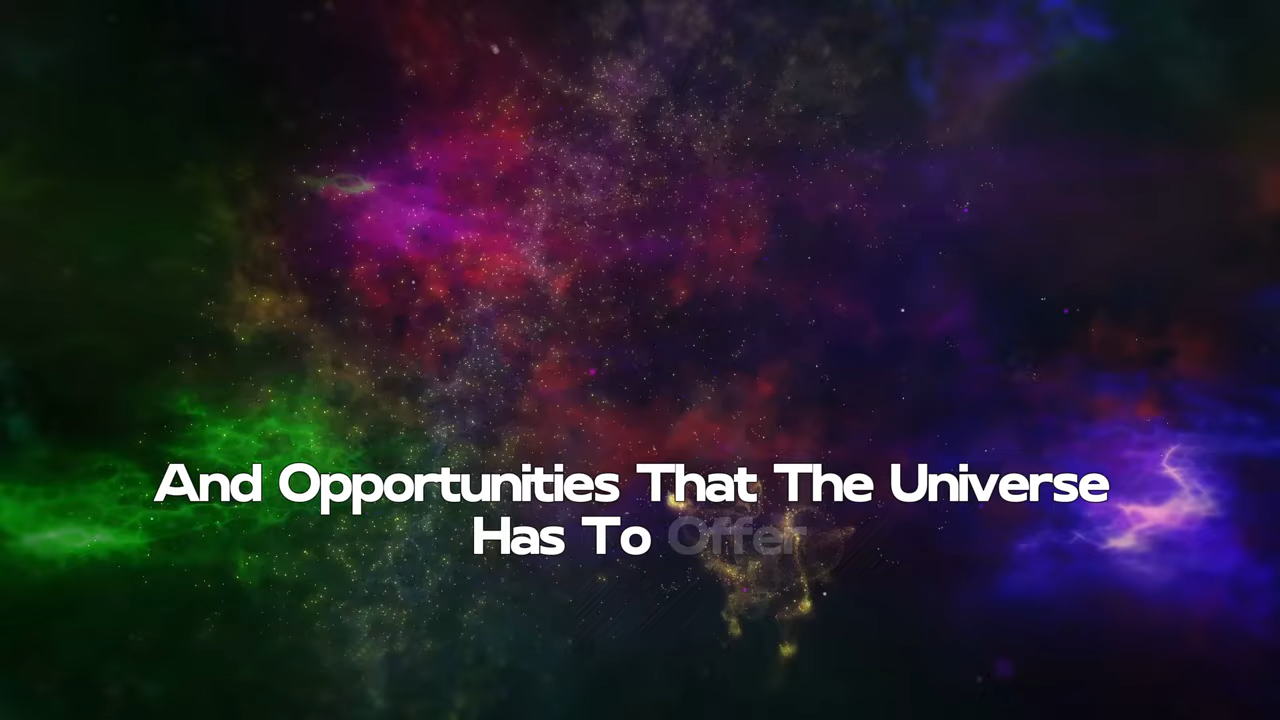 And Opportunities That The Universe
Has To Offer